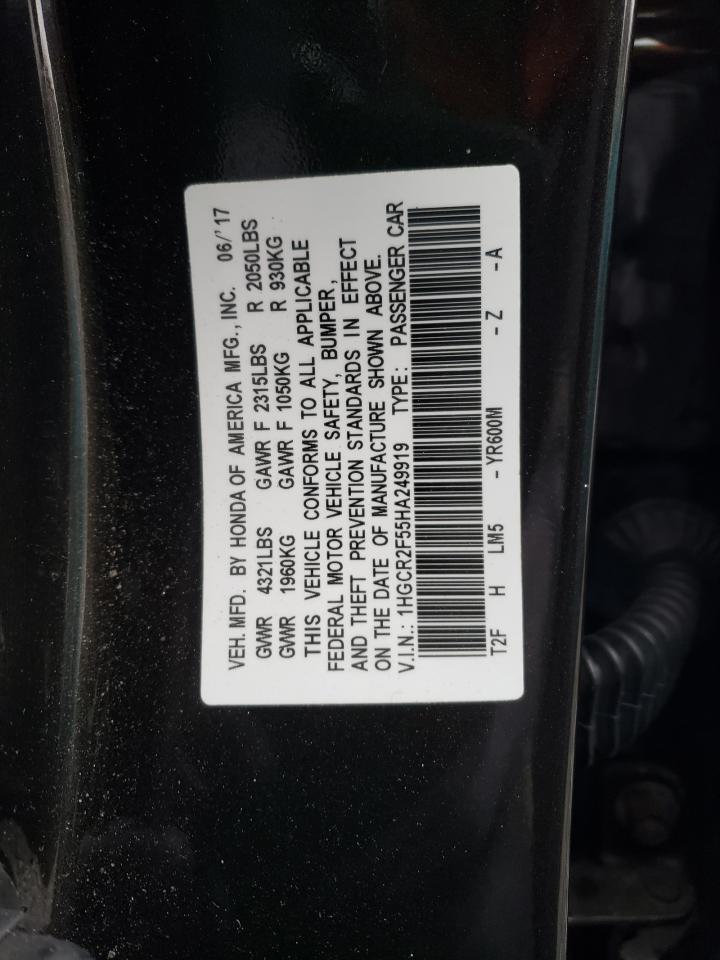 VEH. MFD. BY HONDA OF AMERICA MFG., INC. 06/'17
GVWR 4321LBS GAWR F 2315LBS R 2050LBS
GVWR 1960KG GAWR F 1050KG R 930KG
THIS VEHICLE CONFORMS TO ALL APPLICABLE
FEDERAL MOTOR VEHICLE SAFETY, BUMPER,
AND THEFT PREVENTION STANDARDS IN EFFECT
ON THE DATE OF MANUFACTURE SHOWN ABOVE.
V.I.N.: 1HGCR2F55HA249919 TYPE: PASSENGER CAR
T2F H LM5 - YR600M - Z - A